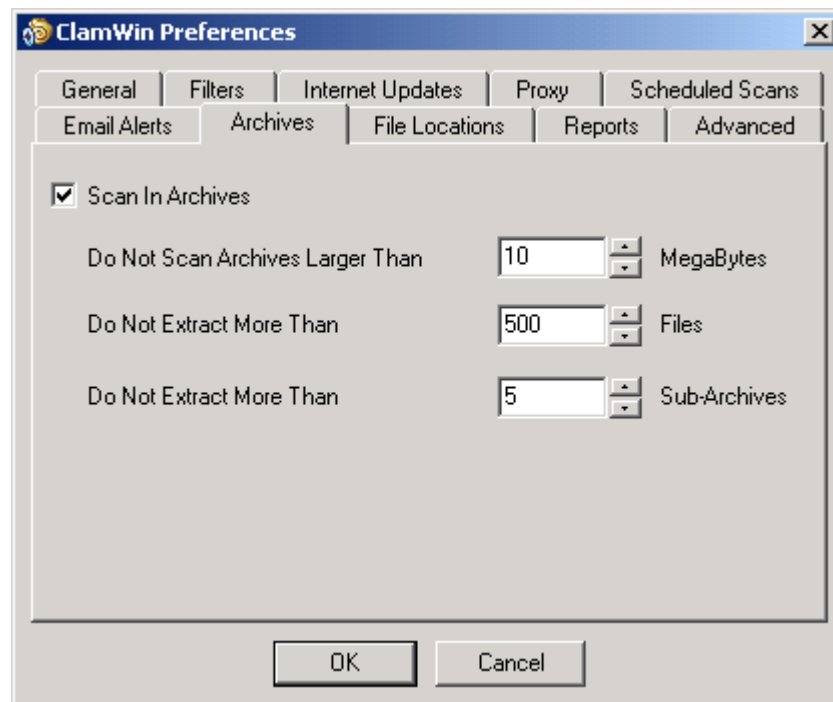 ClamWin Preferences
General Filters Internet Updates Proxy Scheduled Scans
Email Alerts Archives File Locations Reports Advanced
Scan In Archives
Do Not Scan Archives Larger Than 10 MegaBytes
Do Not Extract More Than 500 Files
Do Not Extract More Than 5 Sub-Archives
OK Cancel